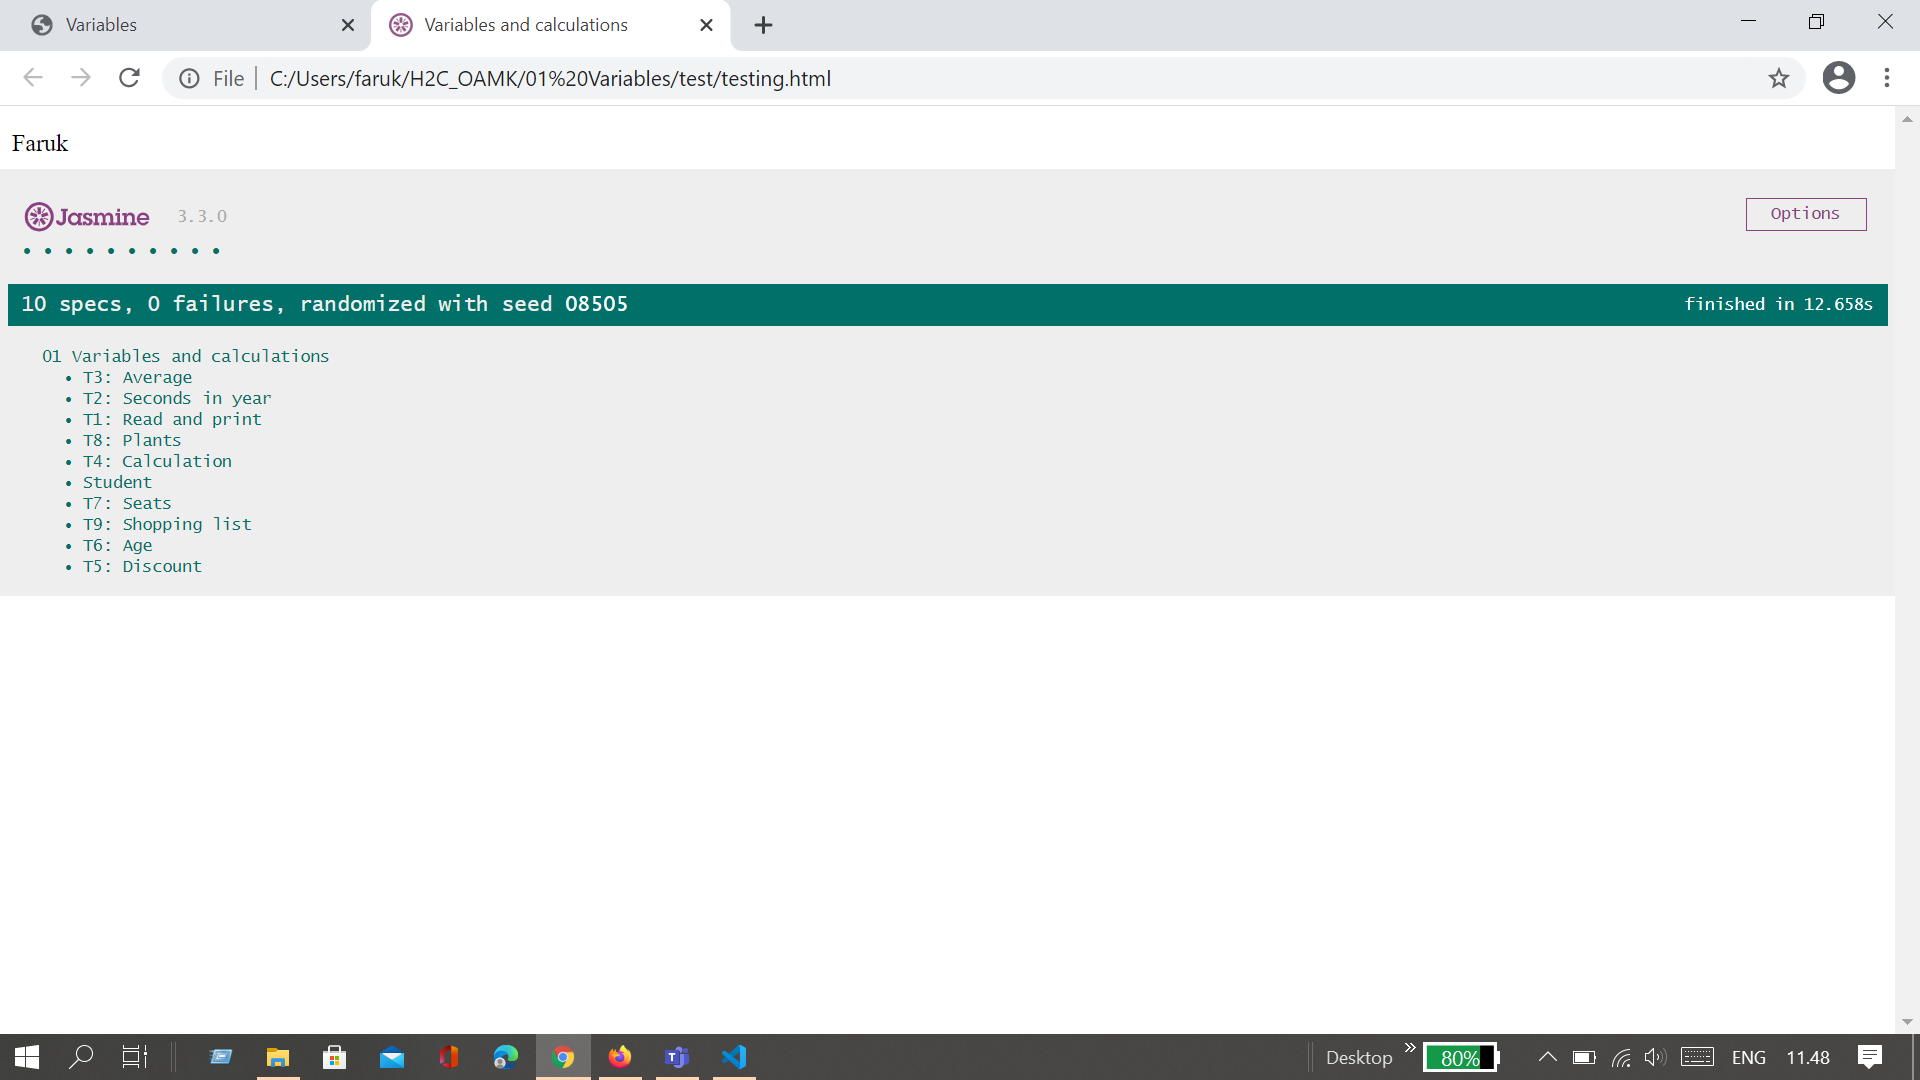 Variables
Variables and calculations
File
C:/Users/faruk/H2C_OAMK/01%20Variables/test/testing.html
Faruk
Jasmine 3.3.0
Options
10 specs, 0 failures, randomized with seed 08505
finished in 12.658s
01 Variables and calculations
• T3: Average
• T2: Seconds in year
• T1: Read and print
• T8: Plants
• T4: Calculation
• Student
• T7: Seats
• T9: Shopping list
• T6: Age
• T5: Discount
Desktop
80%
ENG
11.48